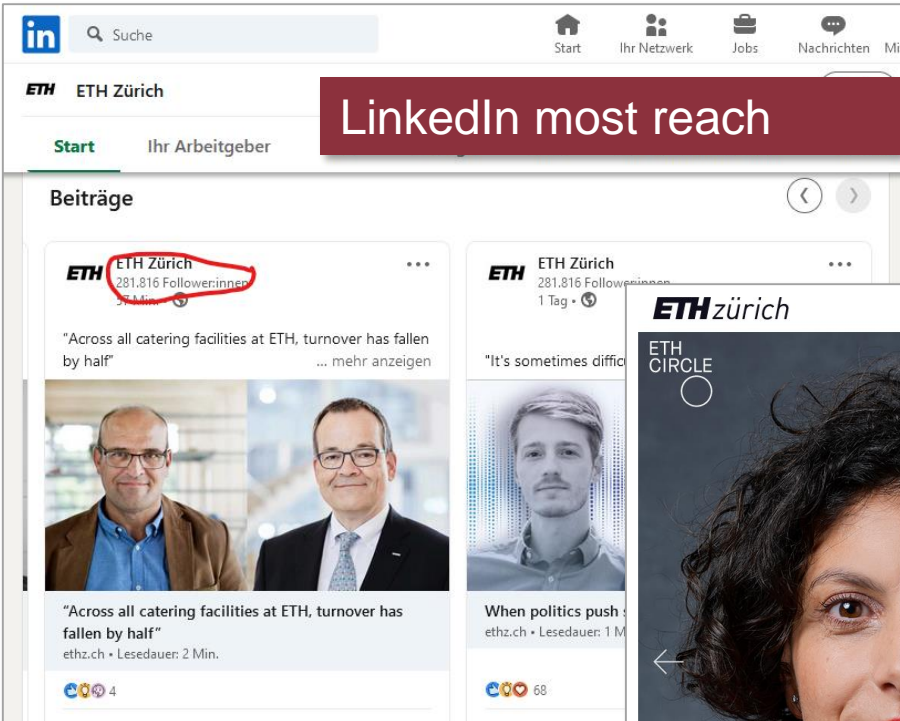 in
Suche
Start
Ihr Netzwerk
Jobs
Nachrichten
ETH
ETH Zürich
LinkedIn most reach
Start
Ihr Arbeitgeber
Beiträge
ETH
ETH Zürich
281.816 Follower:innen
57 Min. •
“Across all catering facilities at ETH, turnover has fallen
by half”
... mehr anzeigen
“Across all catering facilities at ETH, turnover has
fallen by half”
ethz.ch • Lesedauer: 2 Min.
4
ETH
ETH Zürich
281.816 Follower:innen
1 Tag •
"It's sometimes
When politics push
ethz.ch • Lesedauer: 1 M
68
ETH zürich
ETH
CIRCLE